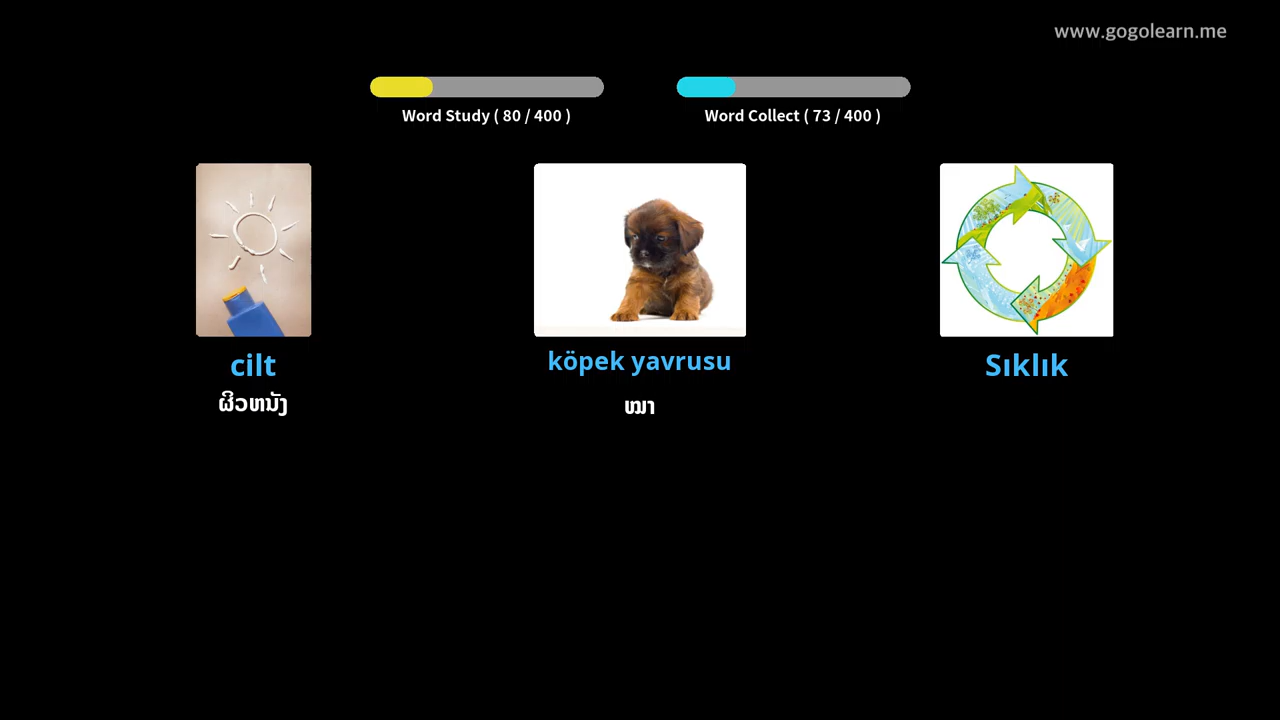 www.gogolearn.me
Word Study ( 80 / 400 )
Word Collect ( 73 / 400 )
cilt
köpek yavrusu
Sıklık
ຜິວຫນັງ
ໝາ